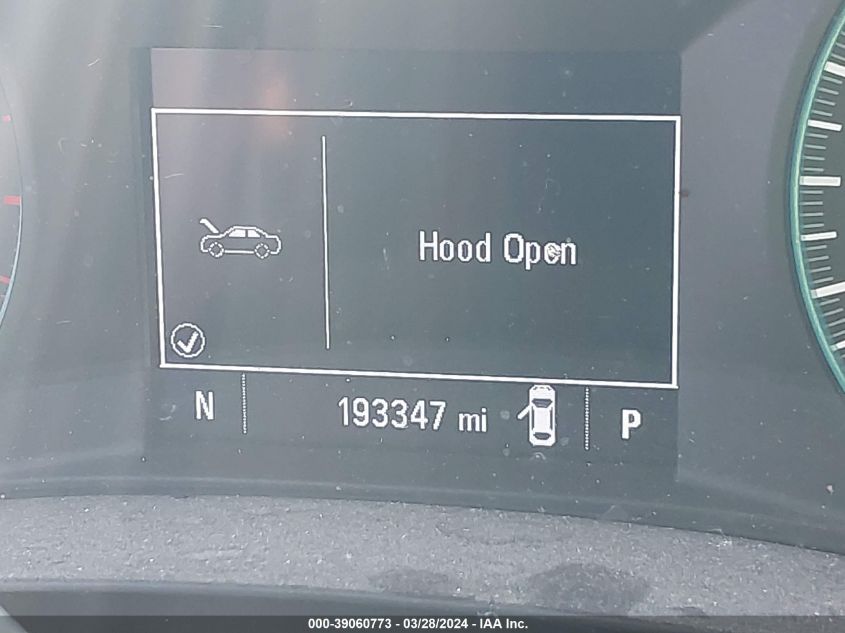 Hood Open
N 193347 mi P
000-39060773 - 03/28/2024 - IAA Inc.